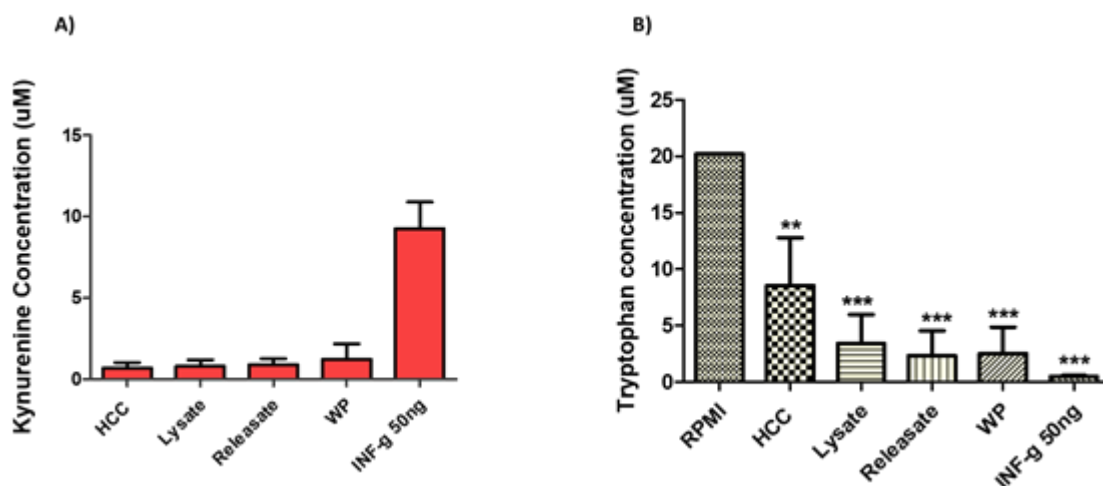 A)
Kynurenine Concentration (uM)
15
10
5
0
HCC
Lysate
Releasate
WP
INF-g 50ng
B)
Tryptophan concentration (uM)
25
20
15
10
5
0
**
***
***
***
***
RPMI
HCC
Lysate
Releasate
WP
INF-g 50ng